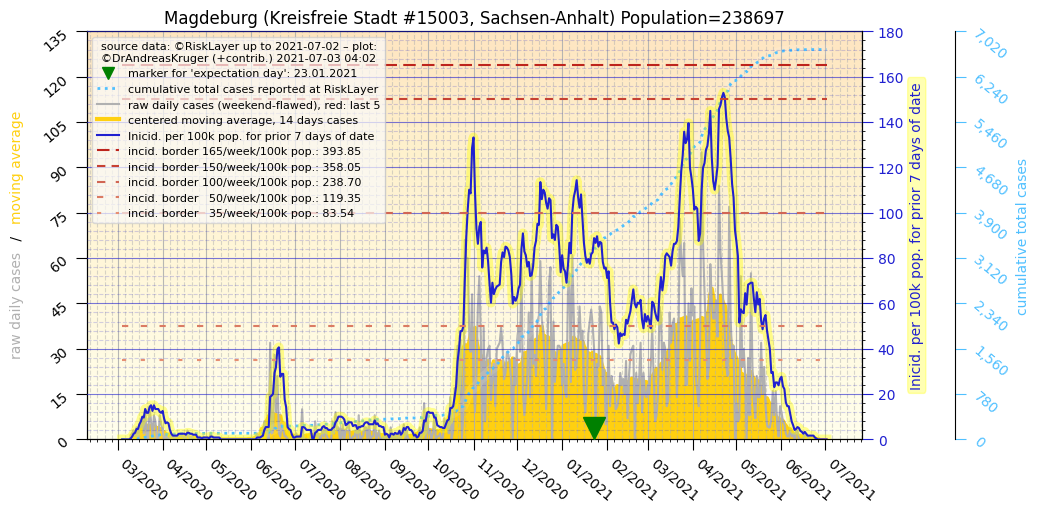 Magdeburg (Kreisfreie Stadt #15003, Sachsen-Anhalt) Population=238697
source data: ©RiskLayer up to 2021-07-02 – plot:
©DrAndreasKruger (+contrib.) 2021-07-03 04:02
marker for 'expectation day': 23.01.2021
cumulative total cases reported at RiskLayer
raw daily cases (weekend-flawed), red: last 5
centered moving average, 14 days cases
Inicid. per 100k pop. for prior 7 days of date
incid. border 165/week/100k pop.: 393.85
incid. border 150/week/100k pop.: 358.05
incid. border 100/week/100k pop.: 238.70
incid. border 50/week/100k pop.: 119.35
incid. border 35/week/100k pop.: 83.54
raw daily cases / moving average
135
120
105
90
75
60
45
30
15
0
180
160
140
120
100
80
60
40
20
0
Inicid. per 100k pop. for prior 7 days of date
7,020
6,240
5,460
4,680
3,900
3,120
2,340
1,560
780
0
cumulative total cases
03/2020
04/2020
05/2020
06/2020
07/2020
08/2020
09/2020
10/2020
11/2020
12/2020
01/2021
02/2021
03/2021
04/2021
05/2021
06/2021
07/2021